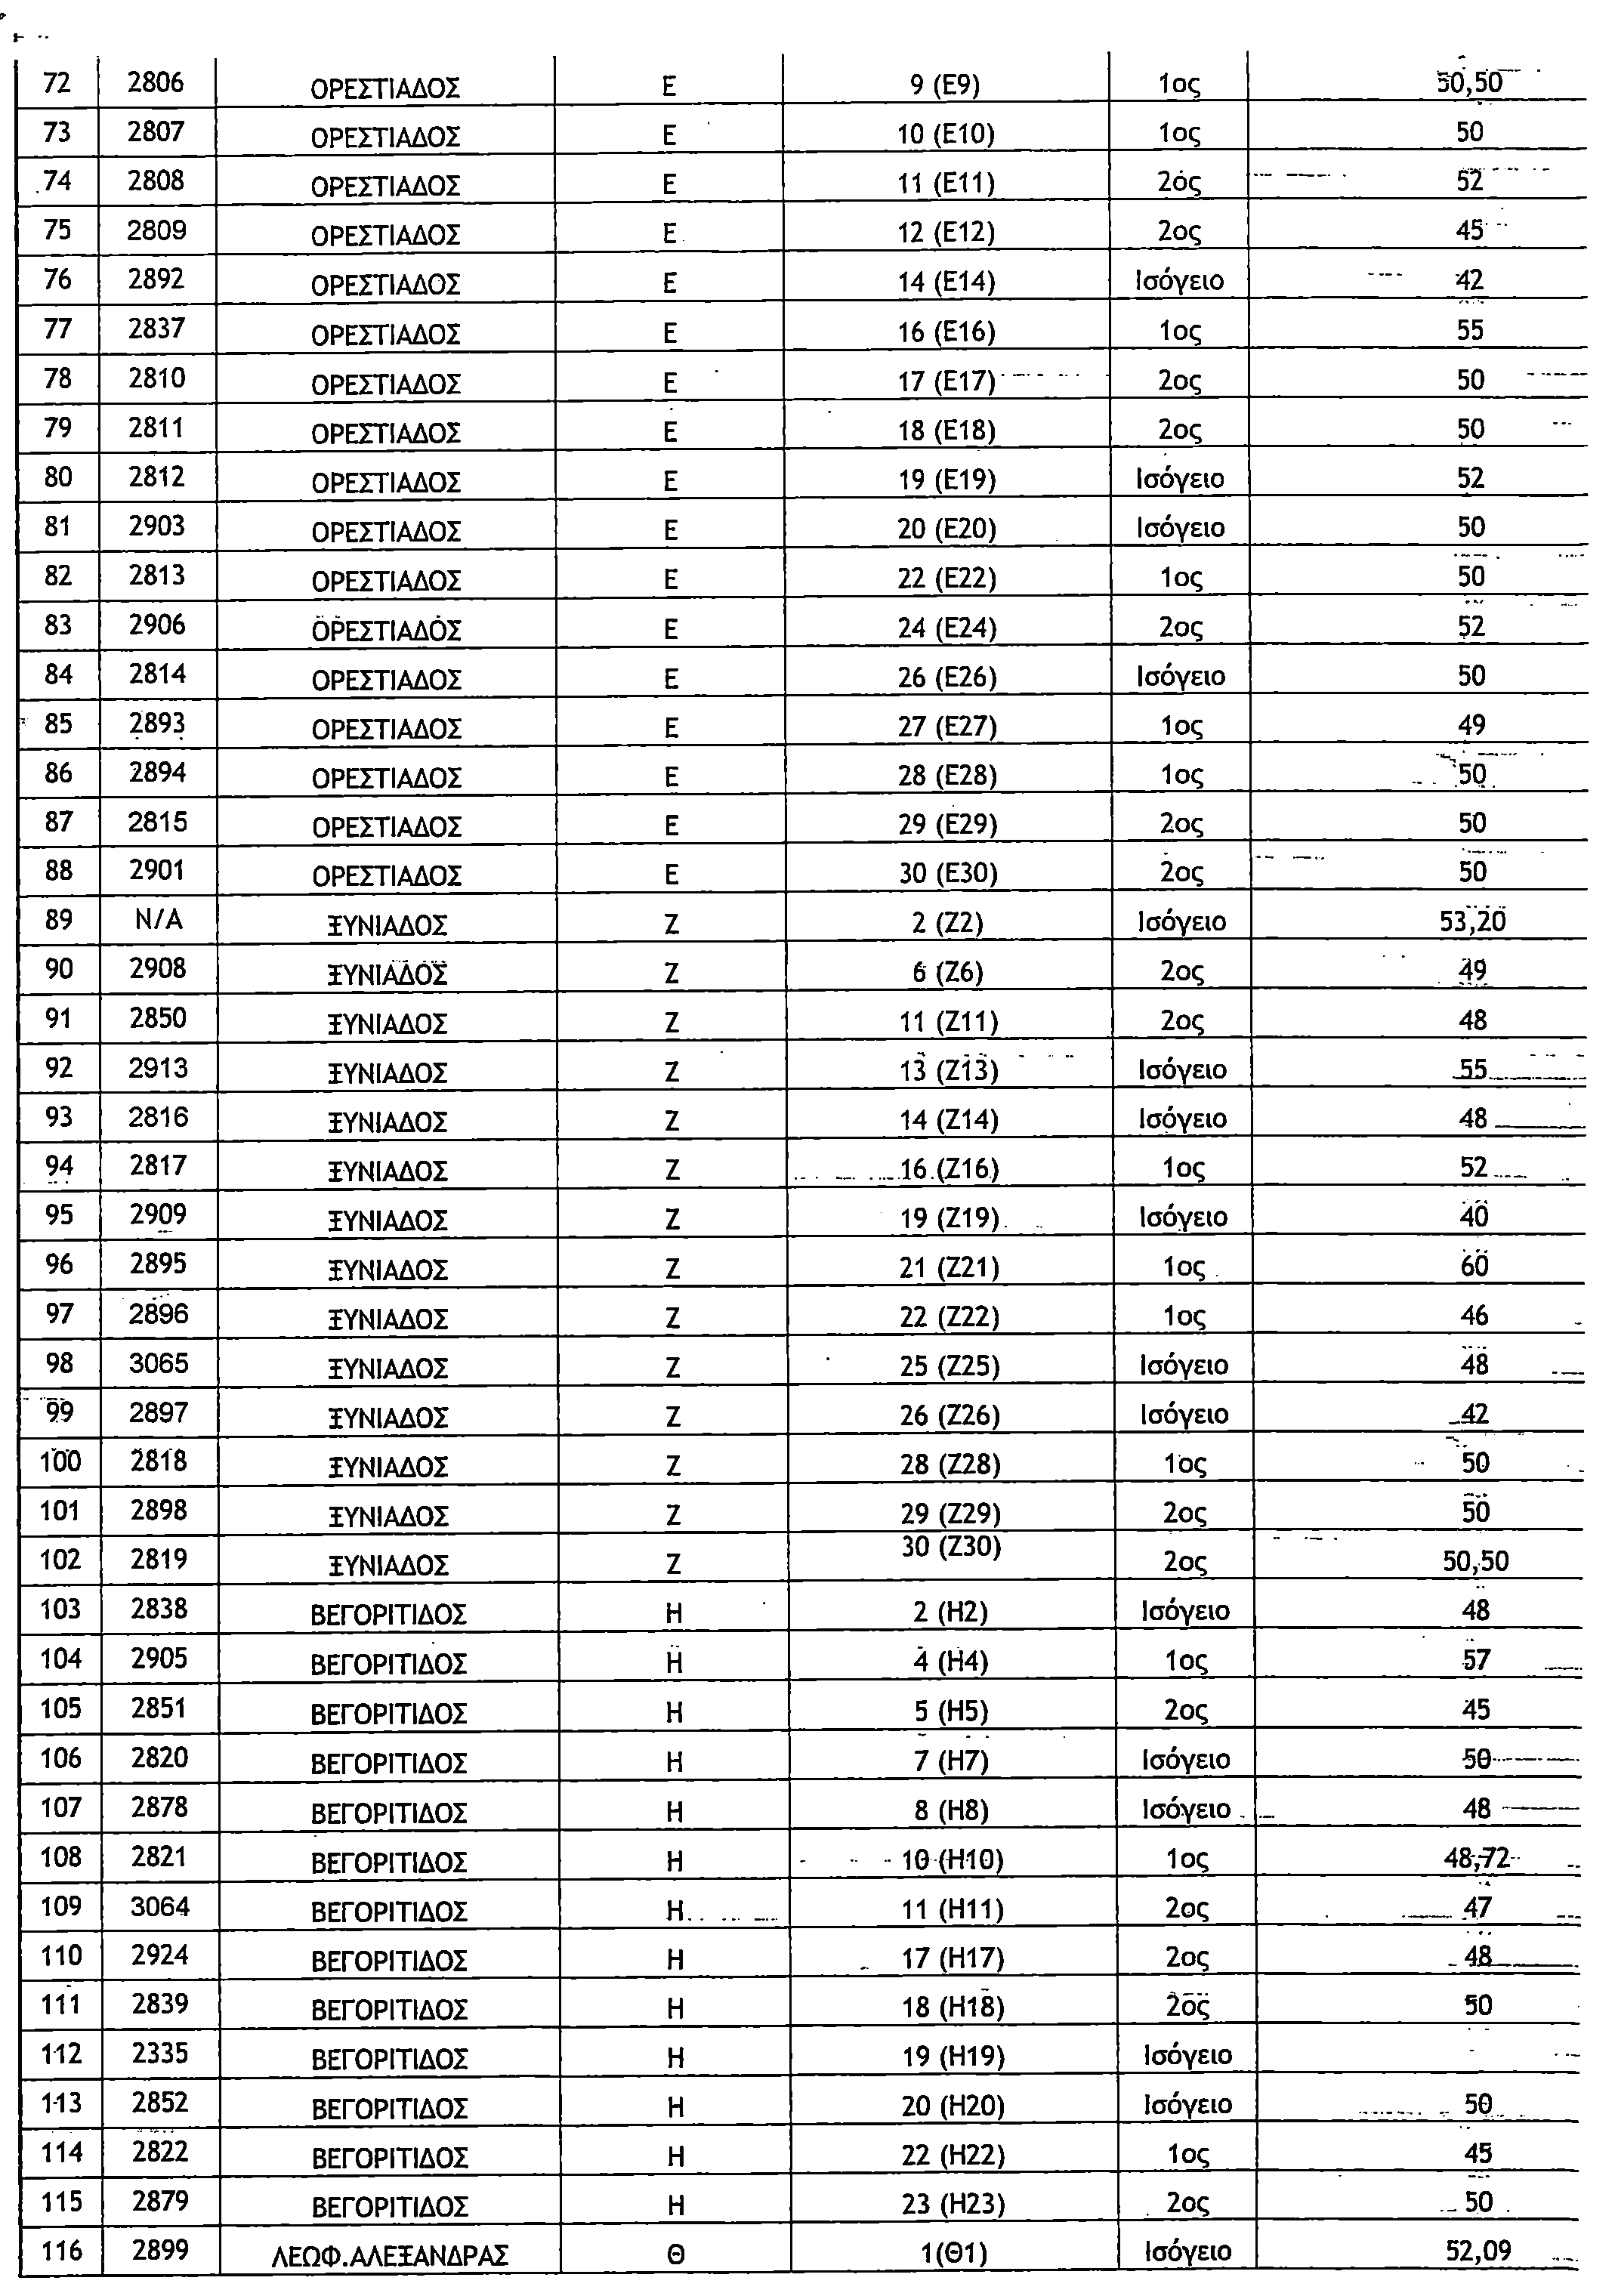 72 2806 ΟΡΕΣΤΙΑΔΟΣ Ε 9 (Ε9) 1ος 50,50
73 2807 ΟΡΕΣΤΙΑΔΟΣ Ε 10 (Ε10) 1ος 50
74 2808 ΟΡΕΣΤΙΑΔΟΣ Ε 11 (Ε11) 2ος 52
75 2809 ΟΡΕΣΤΙΑΔΟΣ Ε 12 (Ε12) 2ος 45
76 2892 ΟΡΕΣΤΙΑΔΟΣ Ε 14 (Ε14) Ισόγειο 42
77 2837 ΟΡΕΣΤΙΑΔΟΣ Ε 16 (Ε16) 1ος 55
78 2810 ΟΡΕΣΤΙΑΔΟΣ Ε 17 (Ε17) 2ος 50
79 2811 ΟΡΕΣΤΙΑΔΟΣ Ε 18 (Ε18) 2ος 50
80 2812 ΟΡΕΣΤΙΑΔΟΣ Ε 19 (Ε19) Ισόγειο 52
81 2903 ΟΡΕΣΤΙΑΔΟΣ Ε 20 (Ε20) Ισόγειο 50
82 2813 ΟΡΕΣΤΙΑΔΟΣ Ε 22 (Ε22) 1ος 50
83 2906 ΟΡΕΣΤΙΑΔΟΣ Ε 24 (Ε24) 2ος 52
84 2814 ΟΡΕΣΤΙΑΔΟΣ Ε 26 (Ε26) Ισόγειο 50
85 2893 ΟΡΕΣΤΙΑΔΟΣ Ε 27 (Ε27) 1ος 49
86 2894 ΟΡΕΣΤΙΑΔΟΣ Ε 28 (Ε28) 1ος 50
87 2815 ΟΡΕΣΤΙΑΔΟΣ Ε 29 (Ε29) 2ος 50
88 2901 ΟΡΕΣΤΙΑΔΟΣ Ε 30 (Ε30) 2ος 50
89 N/A ΞΥΝΙΑΔΟΣ Ζ 2 (Ζ2) Ισόγειο 53,20
90 2908 ΞΥΝΙΑΔΟΣ Ζ 6 (Ζ6) 2ος 49
91 2850 ΞΥΝΙΑΔΟΣ Ζ 11 (Ζ11) 2ος 48
92 2913 ΞΥΝΙΑΔΟΣ Ζ 13 (Ζ13) Ισόγειο 55
93 2816 ΞΥΝΙΑΔΟΣ Ζ 14 (Ζ14) Ισόγειο 48
94 2817 ΞΥΝΙΑΔΟΣ Ζ 16 (Ζ16) 1ος 52
95 2909 ΞΥΝΙΑΔΟΣ Ζ 19 (Ζ19) Ισόγειο 40
96 2895 ΞΥΝΙΑΔΟΣ Ζ 21 (Ζ21) 1ος 60
97 2896 ΞΥΝΙΑΔΟΣ Ζ 22 (Ζ22) 1ος 46
98 3065 ΞΥΝΙΑΔΟΣ Ζ 25 (Ζ25) Ισόγειο 48
99 2897 ΞΥΝΙΑΔΟΣ Ζ 26 (Ζ26) Ισόγειο 42
100 2818 ΞΥΝΙΑΔΟΣ Ζ 28 (Ζ28) 1ος 50
101 2898 ΞΥΝΙΑΔΟΣ Ζ 29 (Ζ29) 2ος 50
102 2819 ΞΥΝΙΑΔΟΣ Ζ 30 (Ζ30) 2ος 50,50
103 2838 ΒΕΓΟΡΙΤΙΔΟΣ Η 2 (Η2) Ισόγειο 48
104 2905 ΒΕΓΟΡΙΤΙΔΟΣ Η 4 (Η4) 1ος 57
105 2851 ΒΕΓΟΡΙΤΙΔΟΣ Η 5 (Η5) 2ος 45
106 2820 ΒΕΓΟΡΙΤΙΔΟΣ Η 7 (Η7) Ισόγειο 50
107 2878 ΒΕΓΟΡΙΤΙΔΟΣ Η 8 (Η8) Ισόγειο 48
108 2821 ΒΕΓΟΡΙΤΙΔΟΣ Η 10 (Η10) 1ος 48,72
109 3064 ΒΕΓΟΡΙΤΙΔΟΣ Η 11 (Η11) 2ος 47
110 2924 ΒΕΓΟΡΙΤΙΔΟΣ Η 17 (Η17) 2ος 48
111 2839 ΒΕΓΟΡΙΤΙΔΟΣ Η 18 (Η18) 2ος 50
112 2335 ΒΕΓΟΡΙΤΙΔΟΣ Η 19 (Η19) Ισόγειο
113 2852 ΒΕΓΟΡΙΤΙΔΟΣ Η 20 (Η20) Ισόγειο 50
114 2822 ΒΕΓΟΡΙΤΙΔΟΣ Η 22 (Η22) 1ος 45
115 2879 ΒΕΓΟΡΙΤΙΔΟΣ Η 23 (Η23) 2ος 50
116 2899 ΛΕΩΦ.ΑΛΕΞΑΝΔΡΑΣ Θ 1(Θ1) Ισόγειο 52,09